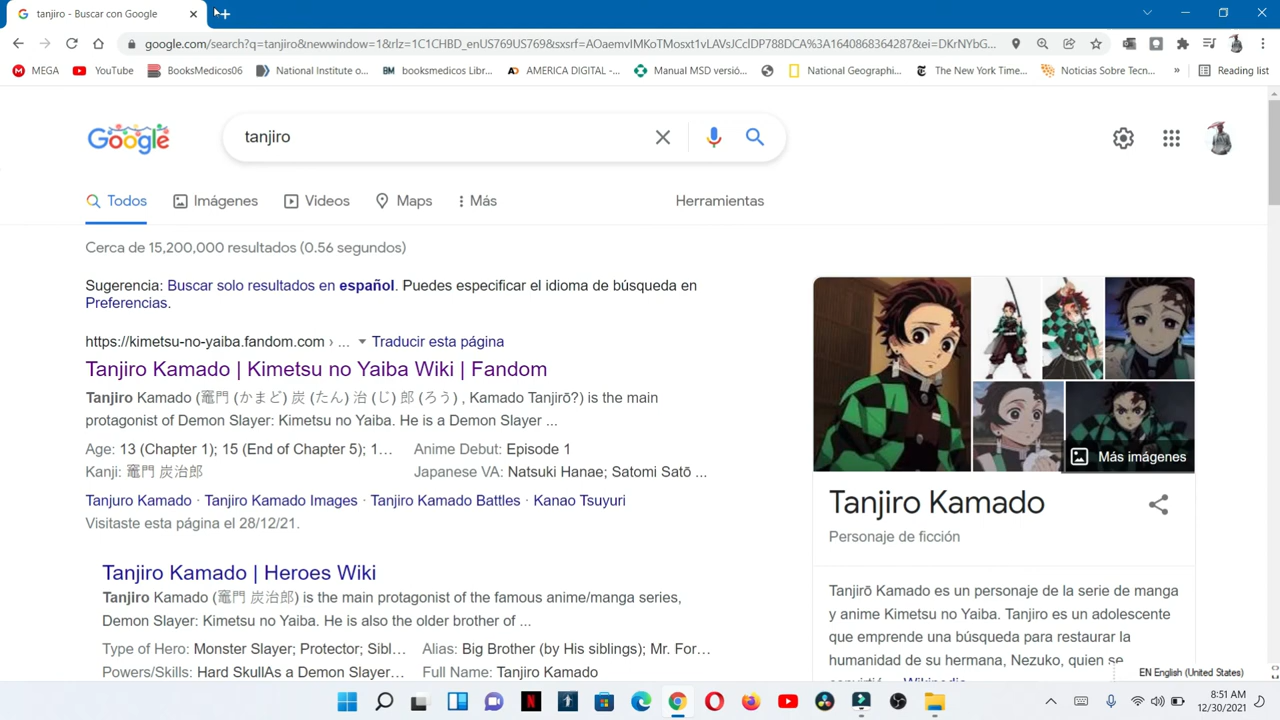 tanjiro - Buscar con Google
google.com/search?q=tanjiro&newwindow=1&rlz=1C1CHBD_enUS769US769&sxsrf=AOaemvIMKoTMosxt1vLAVsJCclDP788DCA%3A1640868364287&ei=DKrNYbG...
MEGA YouTube BooksMedicos06 National Institute o... booksmedicos Libr... AMERICA DIGITAL -... Manual MSD versió... National Geographi... The New York Time... Noticias Sobre Tecn... » Reading list
Google tanjiro
Todos Imágenes Videos Maps Más Herramientas
Cerca de 15,200,000 resultados (0.56 segundos)
Sugerencia: Buscar solo resultados en español. Puedes especificar el idioma de búsqueda en
Preferencias.
https://kimetsu-no-yaiba.fandom.com › ... Traducir esta página
Tanjiro Kamado | Kimetsu no Yaiba Wiki | Fandom
Tanjiro Kamado (竈門 (かまど) 炭 (たん) 治 (じ) 郎 (ろう) , Kamado Tanjirō?) is the main
protagonist of Demon Slayer: Kimetsu no Yaiba. He is a Demon Slayer ...
Age: 13 (Chapter 1); 15 (End of Chapter 5); 1... Anime Debut: Episode 1
Kanji: 竈門 炭治郎 Japanese VA: Natsuki Hanae; Satomi Satō ...
Tanjuro Kamado · Tanjiro Kamado Images · Tanjiro Kamado Battles · Kanao Tsuyuri
Visitaste esta página el 28/12/21.
Tanjiro Kamado | Heroes Wiki
Tanjiro Kamado (竈門 炭治郎) is the main protagonist of the famous anime/manga series,
Demon Slayer: Kimetsu no Yaiba. He is also the older brother of ...
Type of Hero: Monster Slayer; Protector; Sibl... Alias: Big Brother (by His siblings); Mr. For...
Powers/Skills: Hard SkullAs a Demon Slayer... Full Name: Tanjiro Kamado
Más imágenes
Tanjiro Kamado
Personaje de ficción
Tanjirō Kamado es un personaje de la serie de manga
y anime Kimetsu no Yaiba. Tanjiro es un adolescente
que emprende una búsqueda para restaurar la
humanidad de su hermana, Nezuko, quien se
convirtió... Wikipedia
EN English (United States)
8:51 AM
12/30/2021